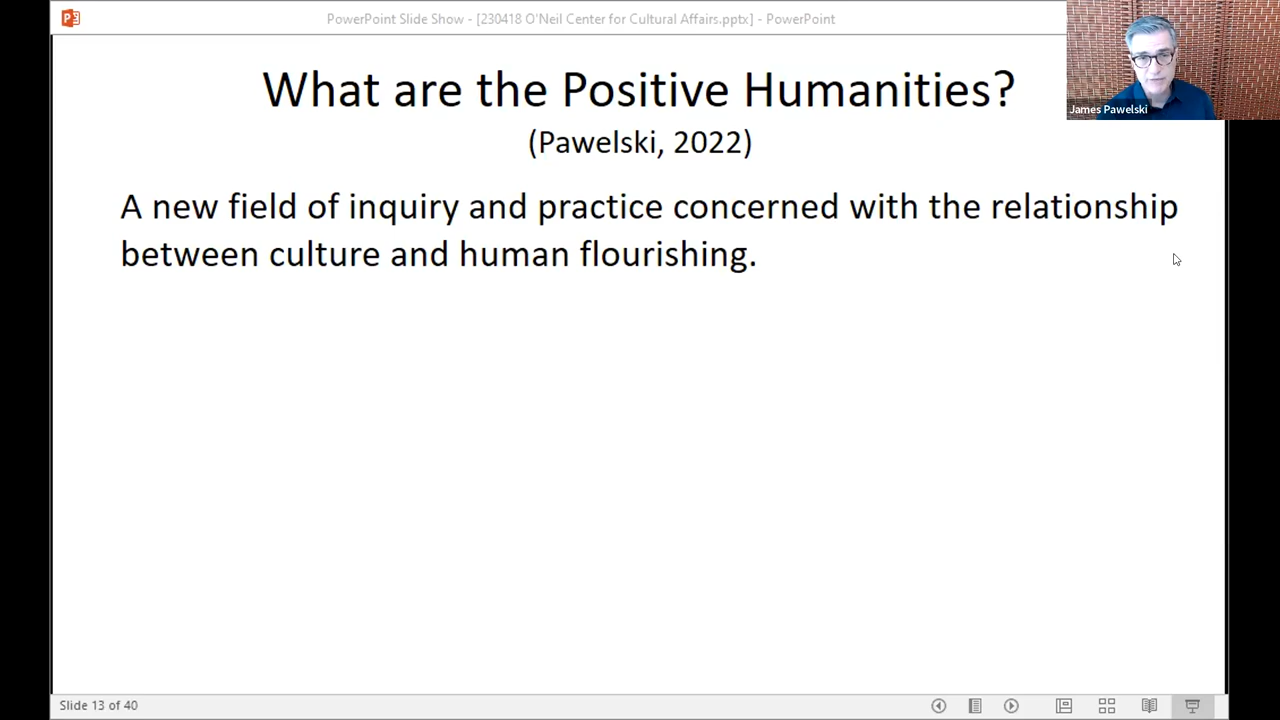 PowerPoint Slide Show - [230418 O'Neil Center for Cultural Affairs.pptx] - PowerPoint
James Pawelski
What are the Positive Humanities?
(Pawelski, 2022)
A new field of inquiry and practice concerned with the relationship
between culture and human flourishing.
Slide 13 of 40